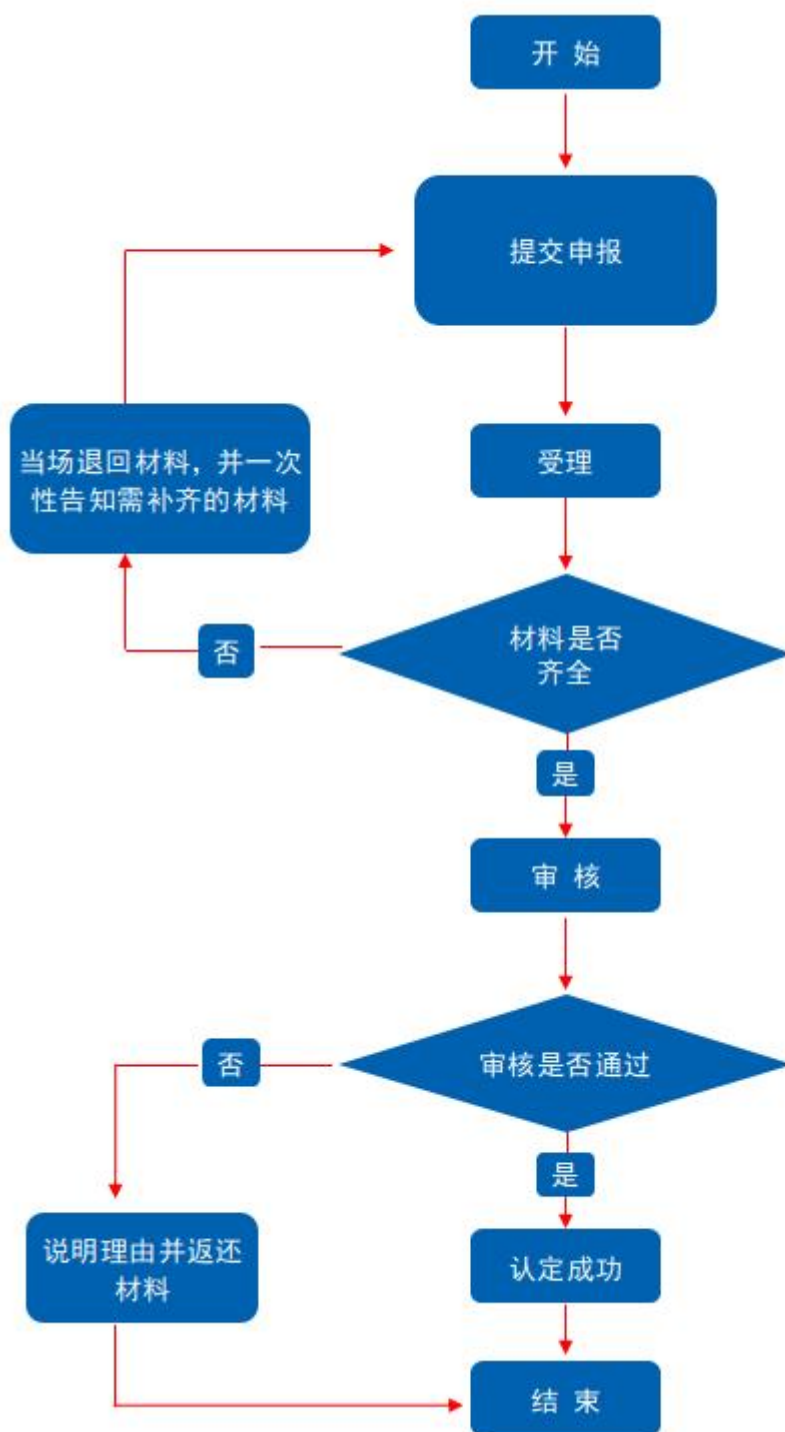 开 始
提交申报
当场退回材料，并一次
性告知需补齐的材料
受理
材料是否
齐全
否
是
审 核
审核是否通过
否
是
说明理由并返还
材料
认定成功
结 束